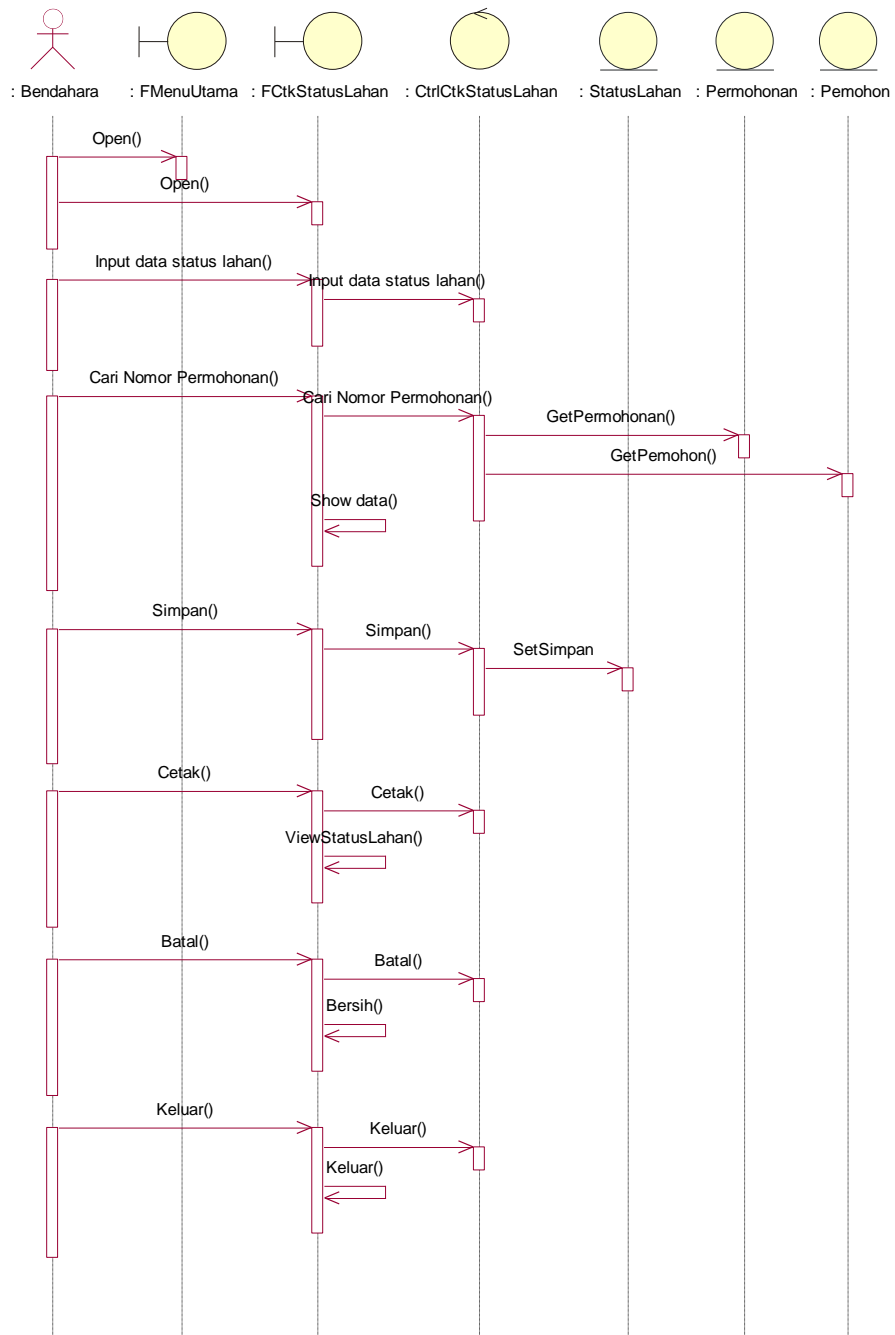 : Bendahara
: FMenuUtama
: FCtkStatusLahan
: CtrlCtkStatusLahan
: StatusLahan
: Permohonan
: Pemohon
Open()
Open()
Input data status lahan()
Input data status lahan()
Cari Nomor Permohonan()
Cari Nomor Permohonan()
GetPermohonan()
GetPemohon()
Show data()
Simpan()
Simpan()
SetSimpan
Cetak()
Cetak()
ViewStatusLahan()
Batal()
Batal()
Bersih()
Keluar()
Keluar()
Keluar()